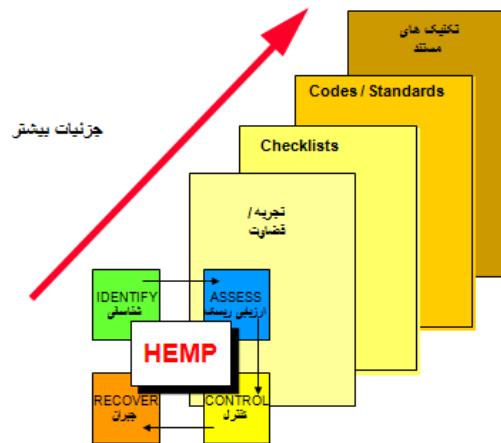 تکنیک های
مستند
Codes / Standards
Checklists
جزئیات بیشتر
تجربه /
قضاوت
IDENTIFY
شناسائی
ASSESS
ارزیابی ریسک
HEMP
RECOVER
جبران
CONTROL
کنترل